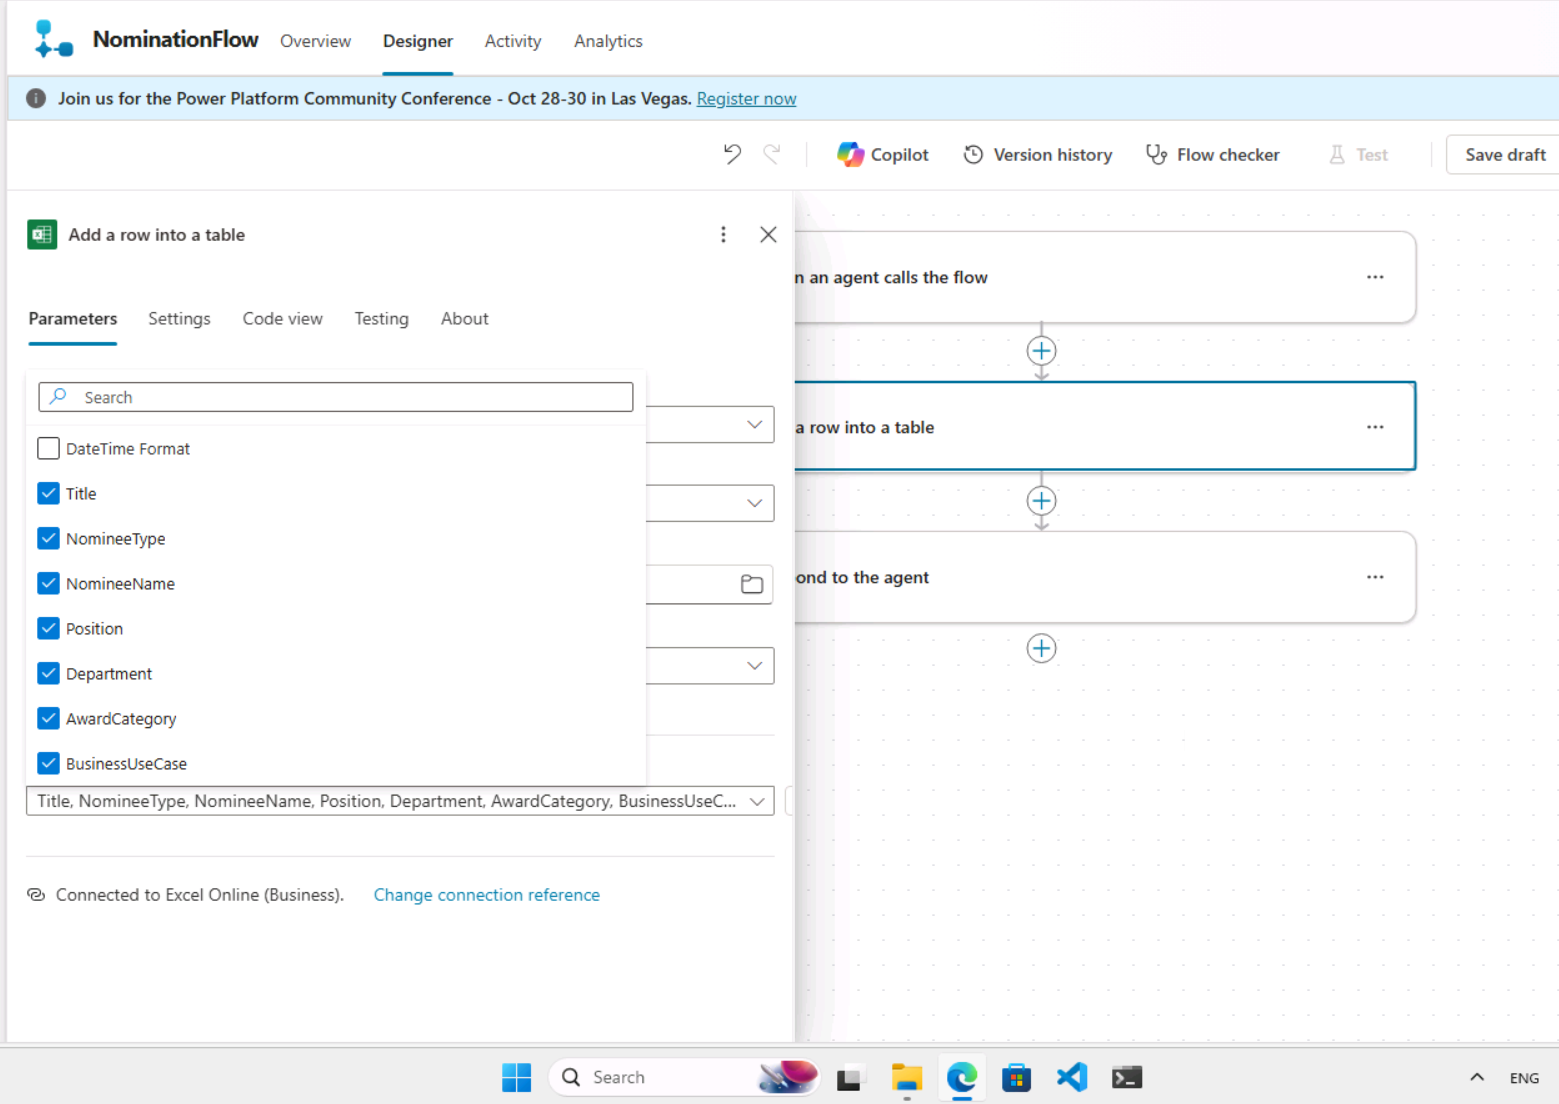 NominationFlow Overview Designer Activity Analytics
Join us for the Power Platform Community Conference - Oct 28-30 in Las Vegas. Register now
Copilot Version history Flow checker Test Save draft
Add a row into a table
Parameters Settings Code view Testing About
Search
DateTime Format
Title
NomineeType
NomineeName
Position
Department
AwardCategory
BusinessUseCase
Title, NomineeType, NomineeName, Position, Department, AwardCategory, BusinessUseC...
Connected to Excel Online (Business). Change connection reference
n an agent calls the flow
a row into a table
ond to the agent
Search
ENG